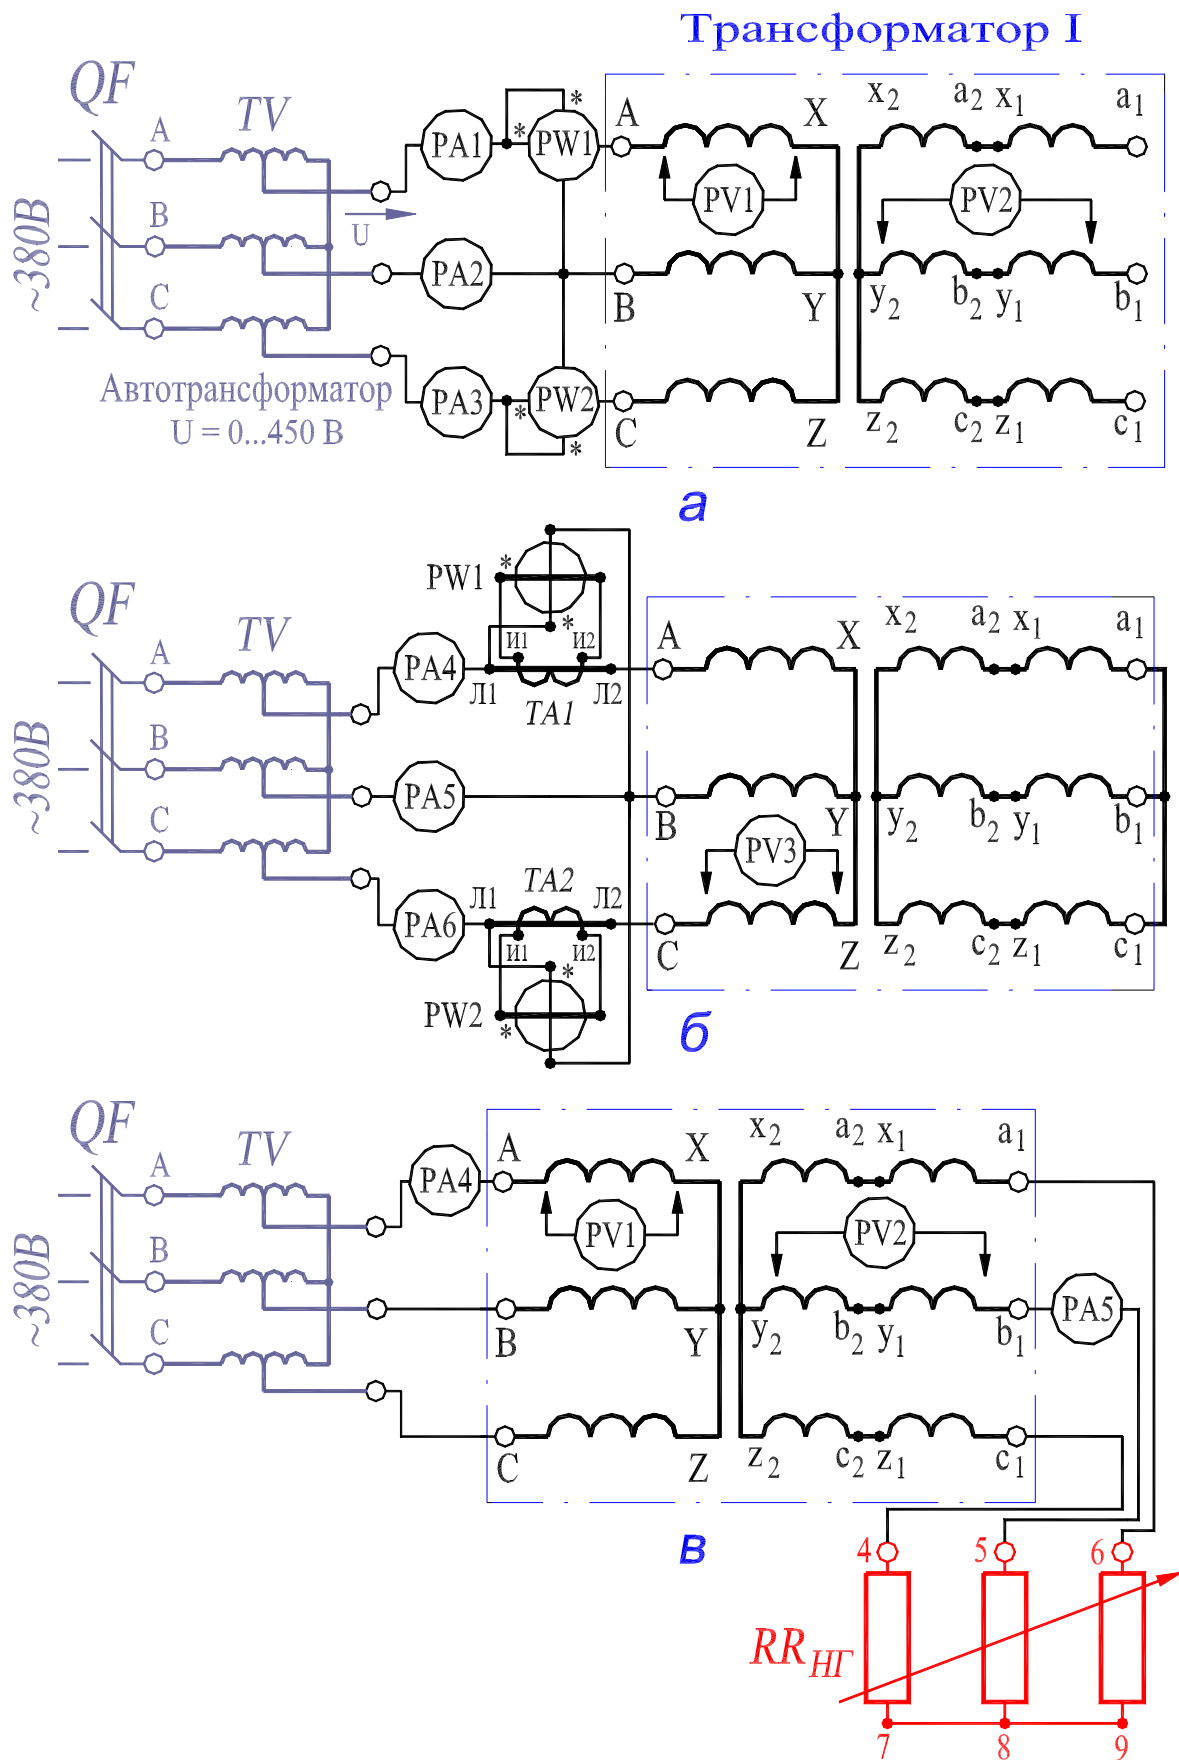 Трансформатор I
QF
TV
A
B
C
~380В
U
Автотрансформатор
U = 0...450 В
PA1
PA2
PA3
* *
PW1
PW2
* *
A
B
C
X
Y
Z
PV1
PV2
x2 a2 x1 a1
y2 b2 y1 b1
z2 c2 z1 c1
а
QF
TV
A
B
C
~380В
PW1
*
*
И1 И2
PA4
Л1 Л2
TA1
PA5
TA2
Л1 Л2
PA6
И1 И2
*
PW2
*
A
B
C
X
Y
Z
PV3
x2 a2 x1 a1
y2 b2 y1 b1
z2 c2 z1 c1
б
QF
TV
A
B
C
~380В
PA4
A
B
C
X
Y
Z
PV1
PV2
x2 a2 x1 a1
y2 b2 y1 b1
z2 c2 z1 c1
PA5
в
4 5 6
RRНГ
7 8 9